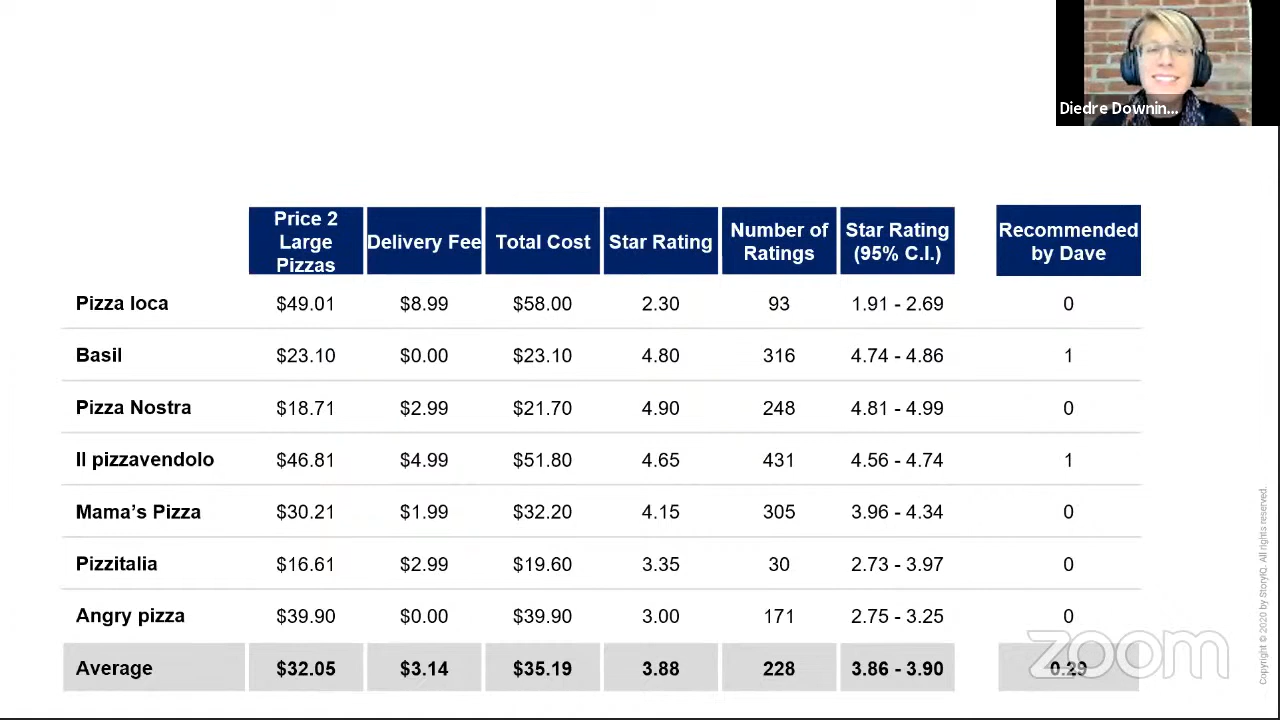 Diedre Downin...
Price 2 Large Pizzas Delivery Fee Total Cost Star Rating Number of Ratings Star Rating (95% C.I.) Recommended by Dave
Pizza loca $49.01 $8.99 $58.00 2.30 93 1.91 - 2.69 0
Basil $23.10 $0.00 $23.10 4.80 316 4.74 - 4.86 1
Pizza Nostra $18.71 $2.99 $21.70 4.90 248 4.81 - 4.99 0
Il pizzavendolo $46.81 $4.99 $51.80 4.65 431 4.56 - 4.74 1
Mama’s Pizza $30.21 $1.99 $32.20 4.15 305 3.96 - 4.34 0
Pizzitalia $16.61 $2.99 $19.60 3.35 30 2.73 - 3.97 0
Angry pizza $39.90 $0.00 $39.90 3.00 171 2.75 - 3.25 0
Average $32.05 $3.14 $35.19 3.88 228 3.86 - 3.90 0.29
zoom
Copyright © 2020 by StoryIQ. All rights reserved.